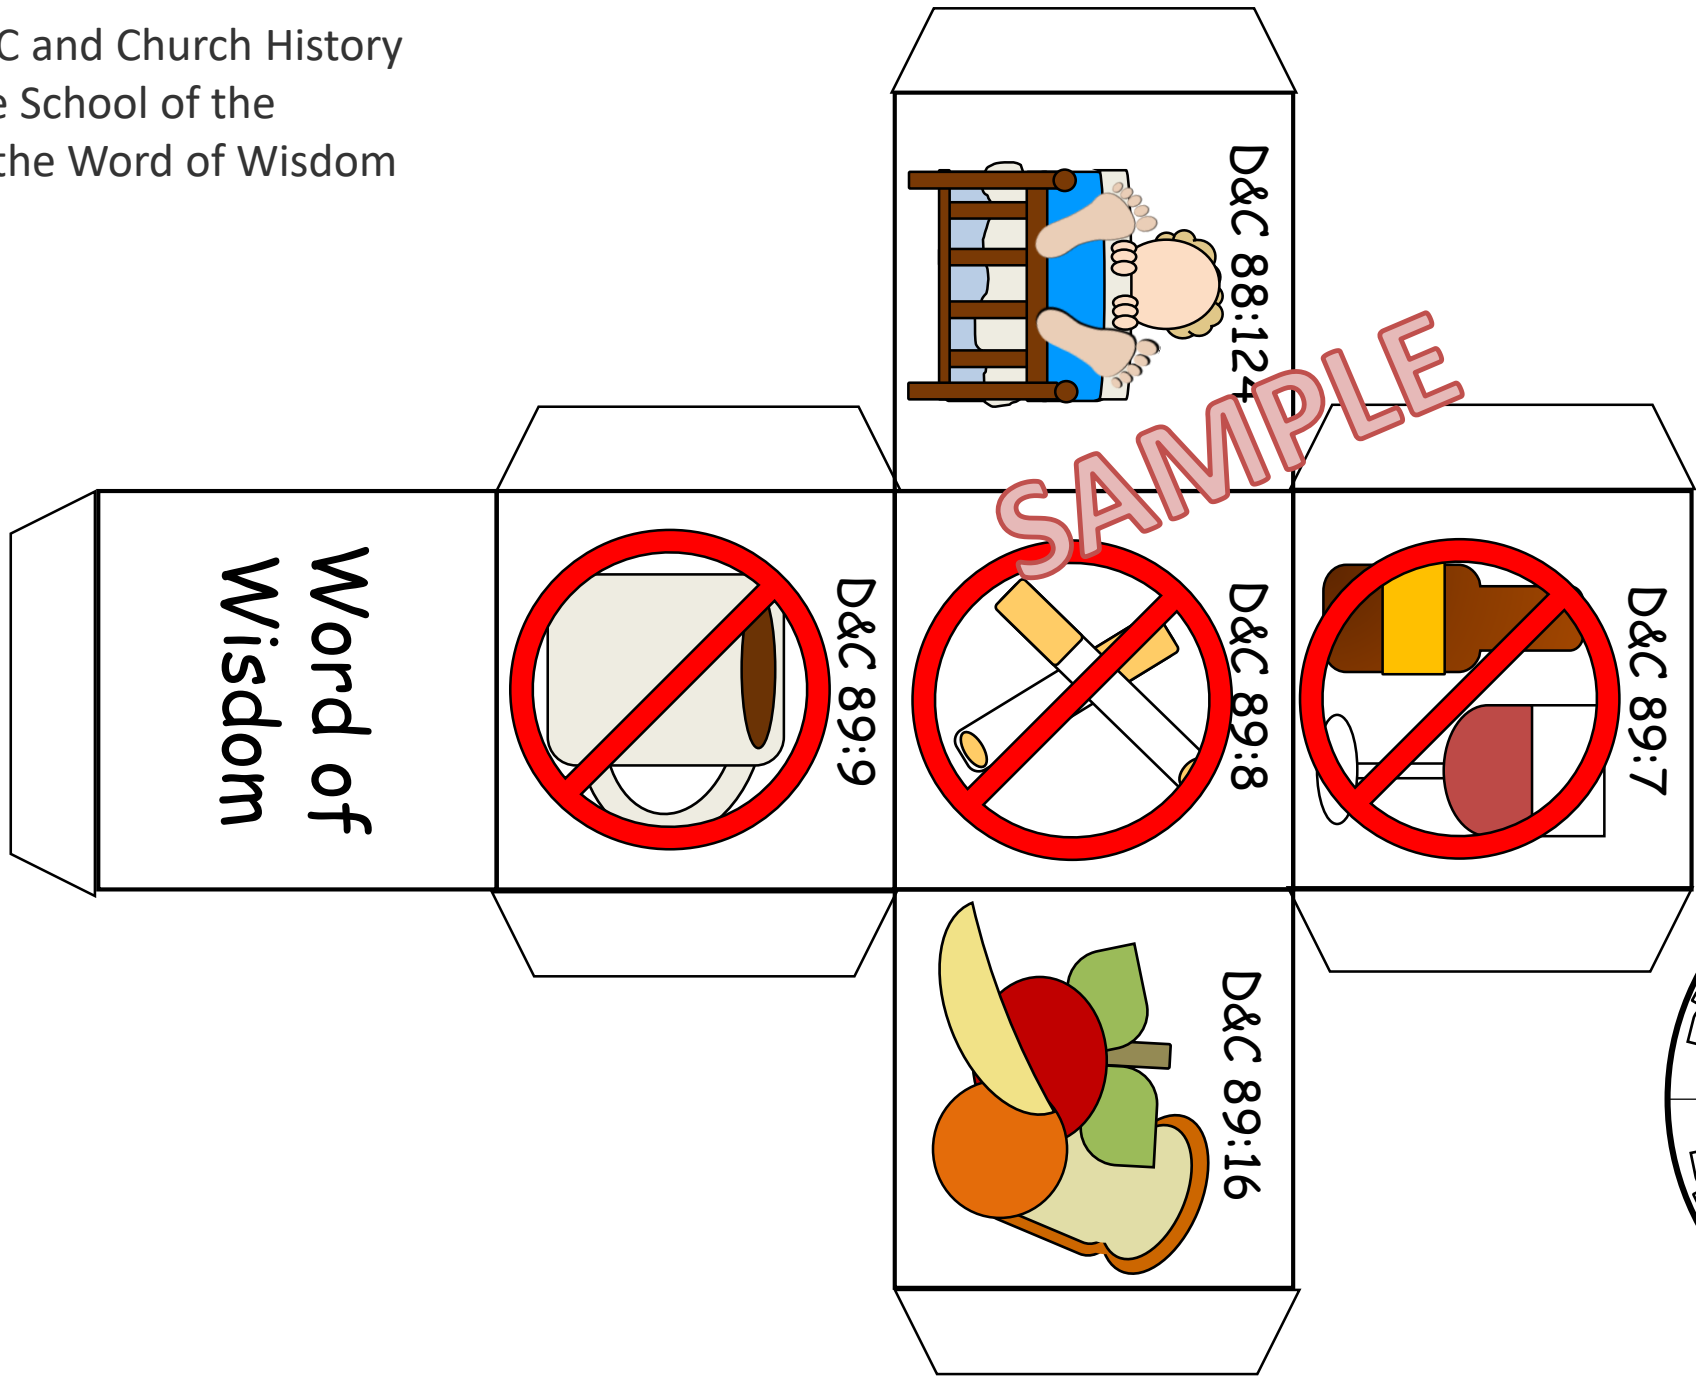 C and Church History
e School of the
the Word of Wisdom
D&C 88:124
SAMPLE
Word of
Wisdom
D&C 89:9
D&C 89:8
D&C 89:7
D&C 89:16